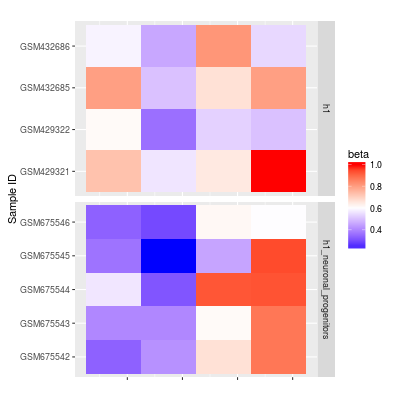 Sample ID
GSM432686
GSM432685
GSM429322
GSM429321
h1
GSM675546
GSM675545
GSM675544
GSM675543
GSM675542
h1_neuronal_progenitors
beta
1.0
0.8
0.6
0.4